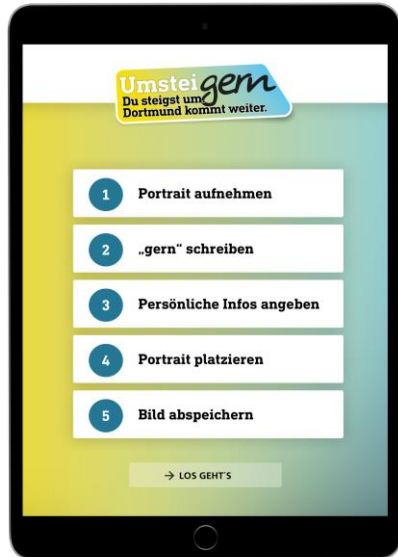 Umsteigern
Du steigst um
Dortmund kommt weiter.
1 Portrait aufnehmen
2 „gern“ schreiben
3 Persönliche Infos angeben
4 Portrait platzieren
5 Bild abspeichern
→ LOS GEHT´S